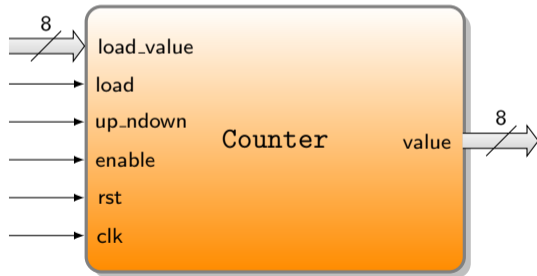 8
load_value
load
up_ndown
enable
rst
clk
Counter
value
8